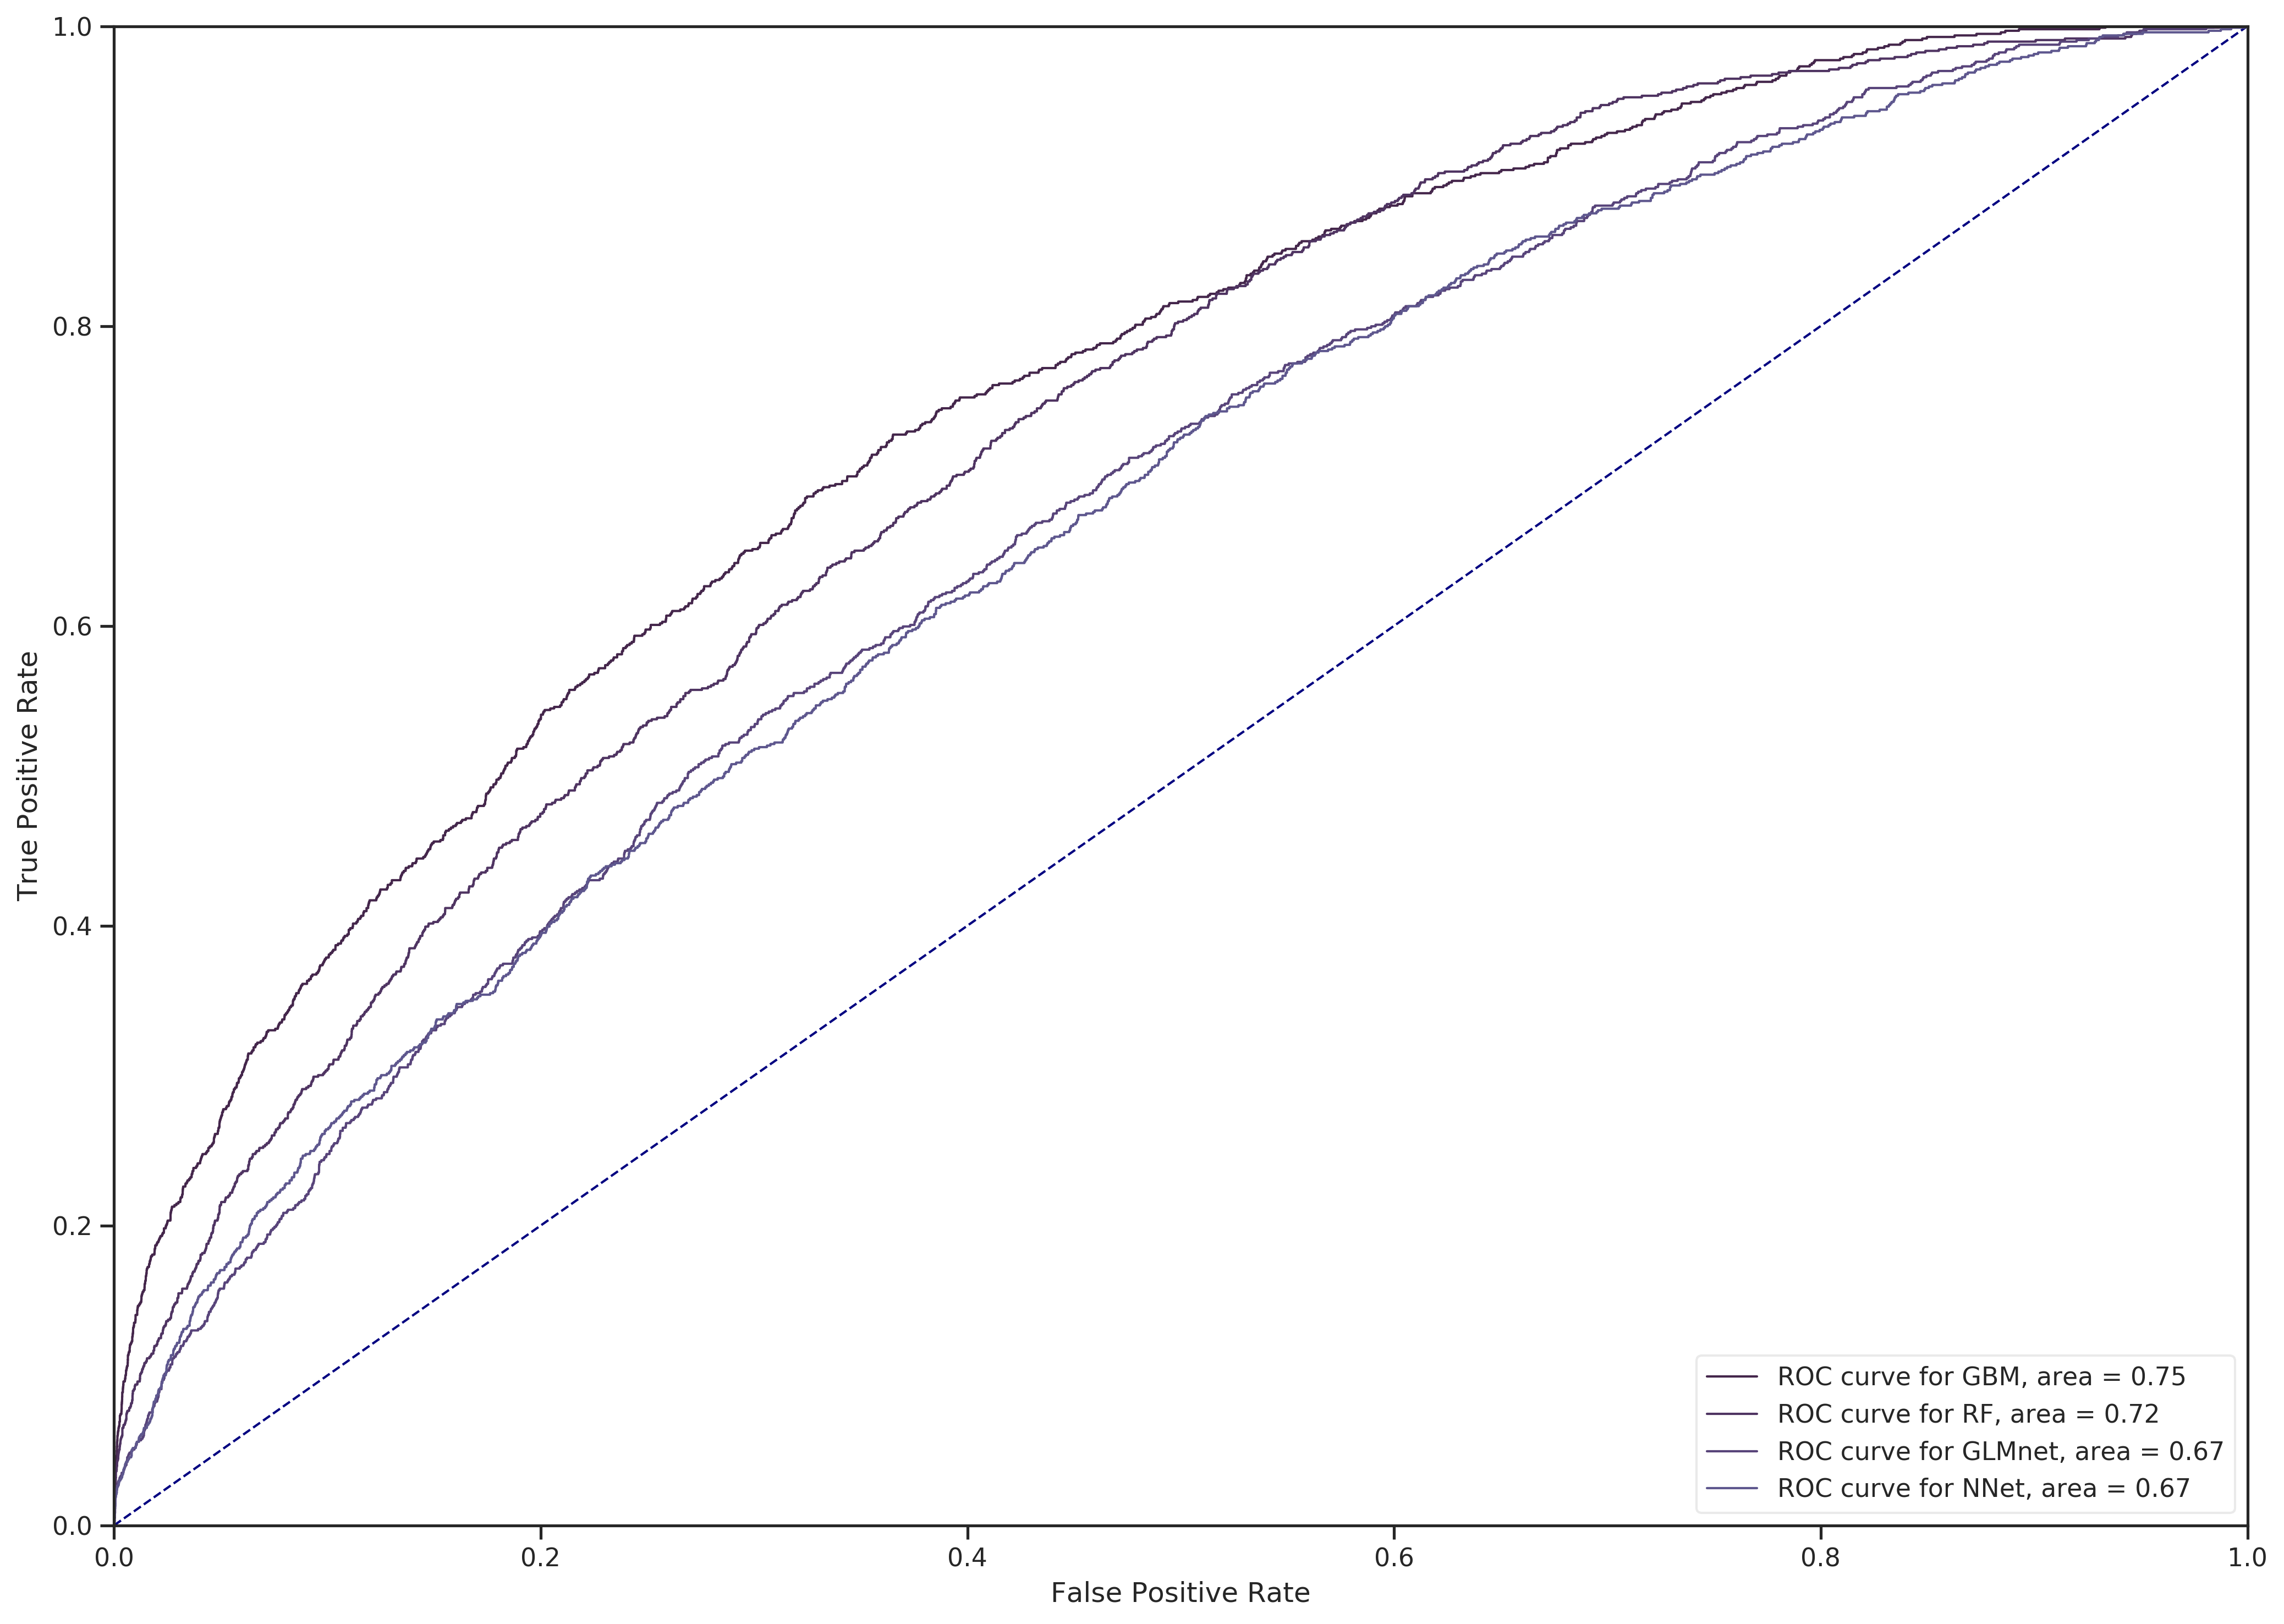 1.0
0.8
0.6
0.4
0.2
0.0
True Positive Rate
ROC curve for GBM, area = 0.75
ROC curve for RF, area = 0.72
ROC curve for GLMnet, area = 0.67
ROC curve for NNet, area = 0.67
0.0 0.2 0.4 0.6 0.8 1.0
False Positive Rate